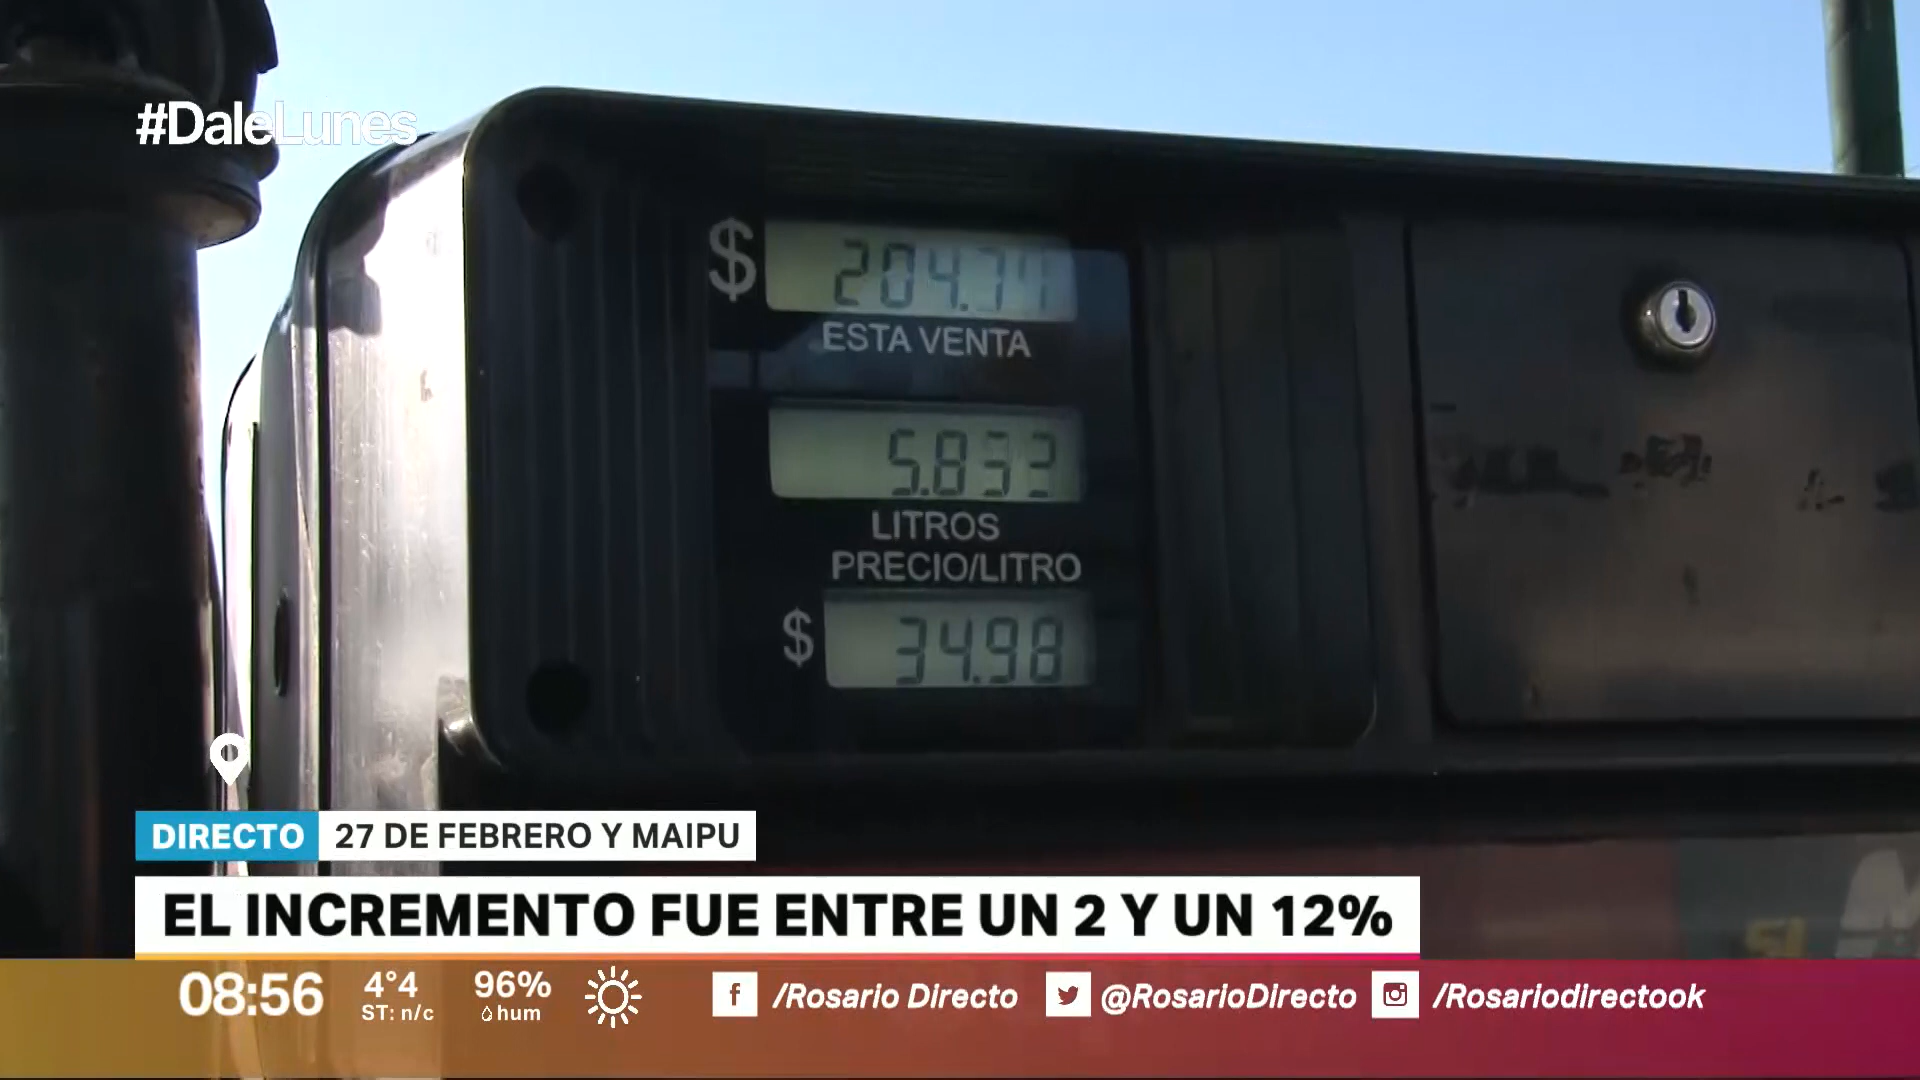 #DaleLunes
$ 204.77
ESTA VENTA
5.833
LITROS
PRECIO/LITRO
$ 34.98
DIRECTO 27 DE FEBRERO Y MAIPU
EL INCREMENTO FUE ENTRE UN 2 Y UN 12%
08:56 4°4 96% /Rosario Directo @RosarioDirecto /Rosariodirectook
ST: n/c hum